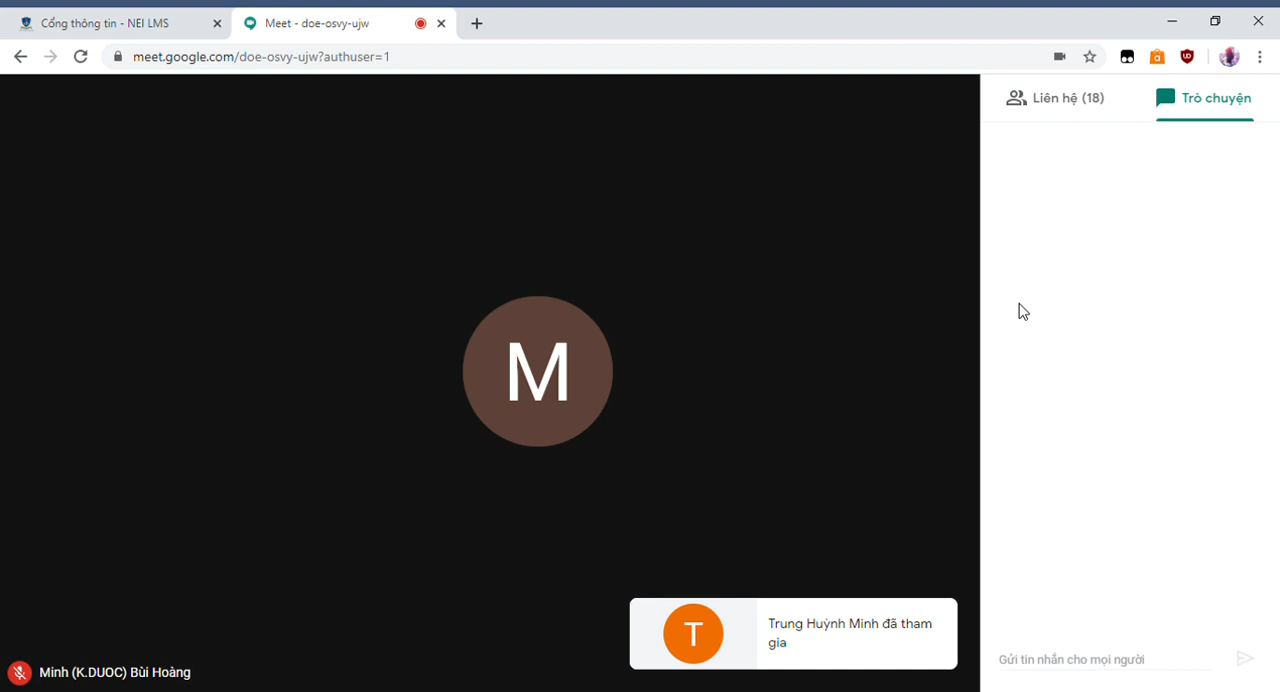 Cổng thông tin - NEI LMS
Meet - doe-osvy-ujw
meet.google.com/doe-osvy-ujw?authuser=1
Liên hệ (18)
Trò chuyện
M
T
Trung Huỳnh Minh đã tham
gia
Minh (K.DUOC) Bùi Hoàng
Gửi tin nhắn cho mọi người